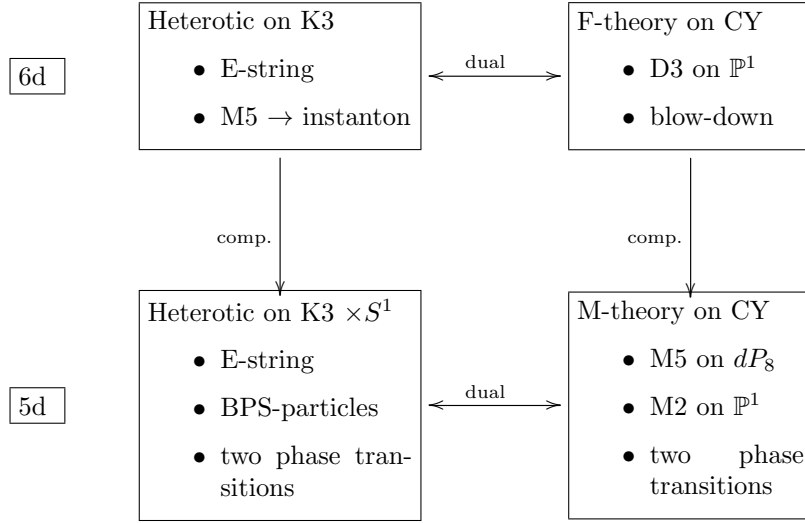 Heterotic on K3
• E-string
• M5 → instanton
6d
dual
F-theory on CY
• D3 on ℙ¹
• blow-down
comp.
comp.
Heterotic on K3 ×S¹
• E-string
• BPS-particles
• two phase tran-
sitions
5d
dual
M-theory on CY
• M5 on dP₈
• M2 on ℙ¹
• two phase
transitions